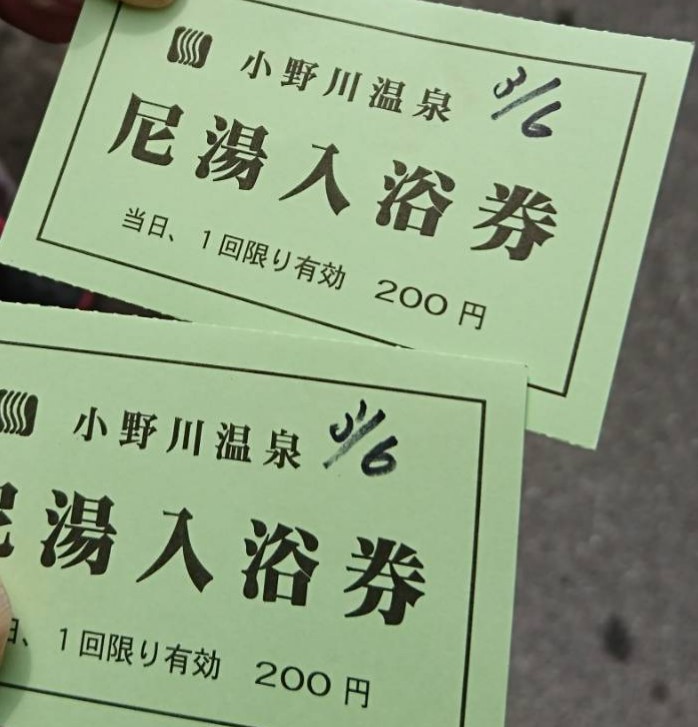 小野川温泉 3/6
尼湯入浴券
当日、1回限り有効 200円
小野川温泉 3/6
尼湯入浴券
日、1回限り有効 200円